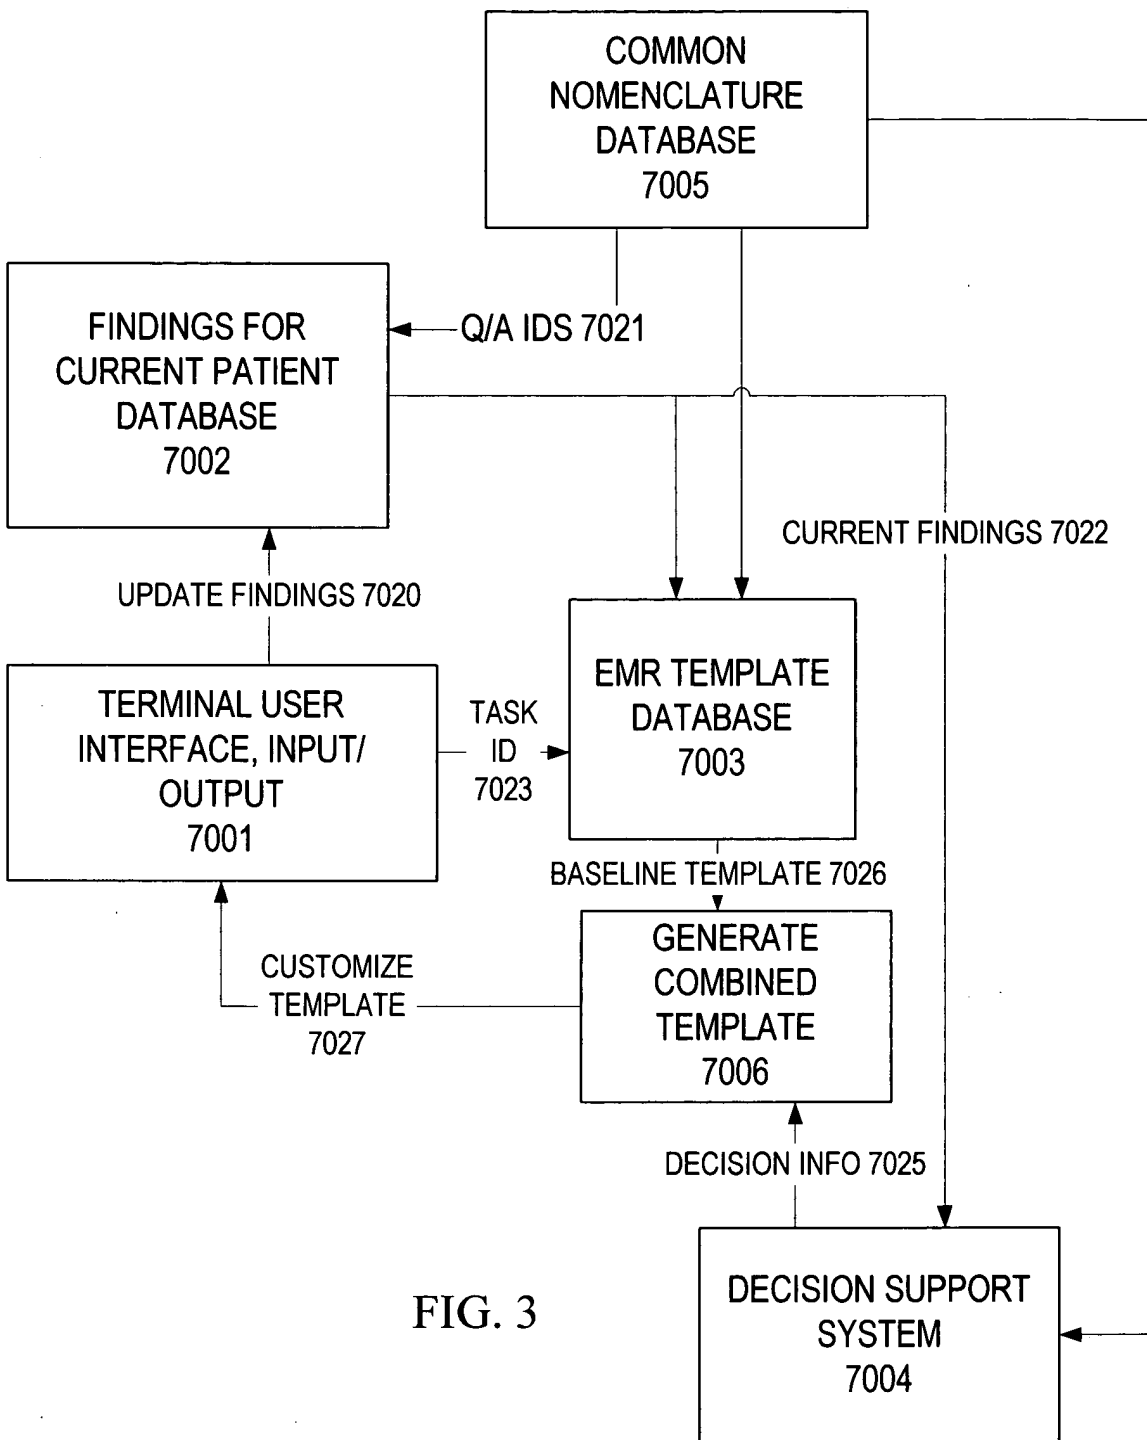 COMMON
NOMENCLATURE
DATABASE
7005
FINDINGS FOR
CURRENT PATIENT
DATABASE
7002
Q/A IDS 7021
CURRENT FINDINGS 7022
UPDATE FINDINGS 7020
TERMINAL USER
INTERFACE, INPUT/
OUTPUT
7001
TASK
ID
7023
EMR TEMPLATE
DATABASE
7003
BASELINE TEMPLATE 7026
GENERATE
COMBINED
TEMPLATE
7006
CUSTOMIZE
TEMPLATE
7027
DECISION INFO 7025
DECISION SUPPORT
SYSTEM
7004
FIG. 3